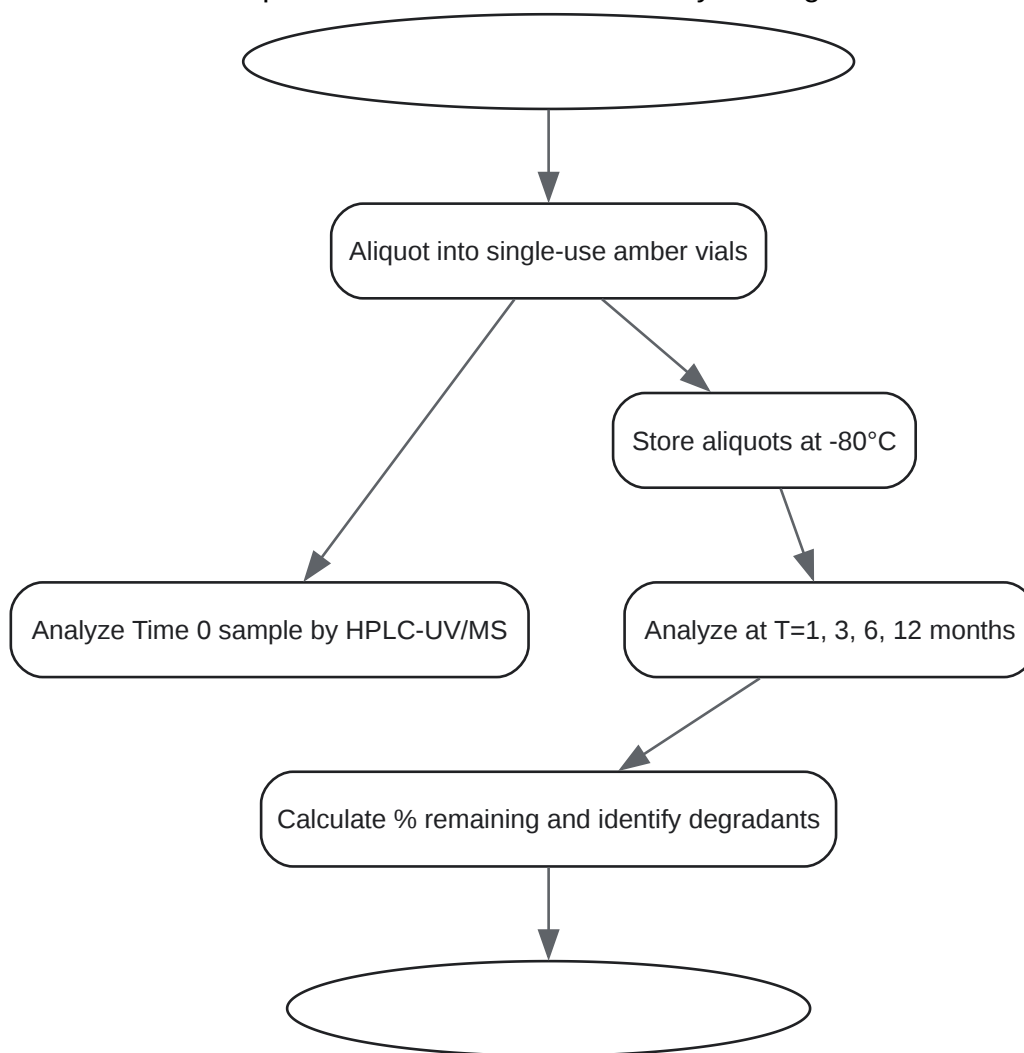 Aliquot into single-use amber vials
Store aliquots at -80°C
Analyze Time 0 sample by HPLC-UV/MS
Analyze at T=1, 3, 6, 12 months
Calculate % remaining and identify degradants